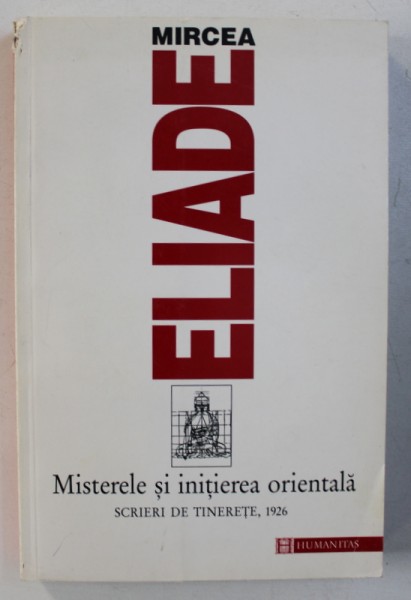 MIRCEA
ELIADE
Misterele și inițierea orientală
SCRIERI DE TINEREȚE, 1926
HUMANITAS